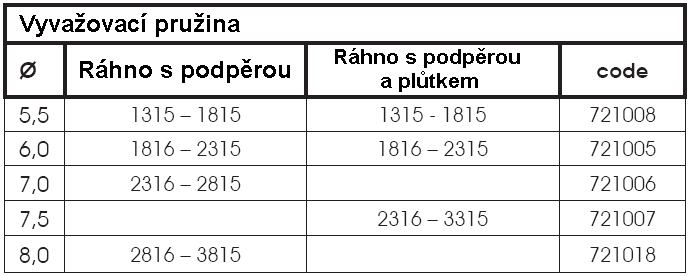 Vyvažovací pružina
Ø Ráhno s podpěrou Ráhno s podpěrou
a plůtkem code
5,5 1315 – 1815 1315 - 1815 721008
6,0 1816 – 2315 1816 – 2315 721005
7,0 2316 – 2815 721006
7,5 2316 – 3315 721007
8,0 2816 – 3815 721018